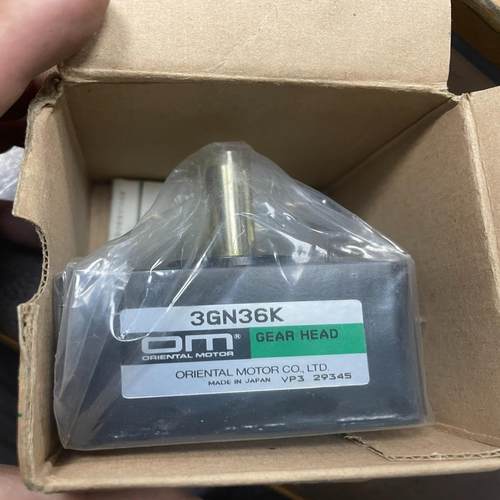 3GN36K
om®
GEAR HEAD
ORIENTAL MOTOR
ORIENTAL MOTOR CO., LTD.
MADE IN JAPAN VP3 29345